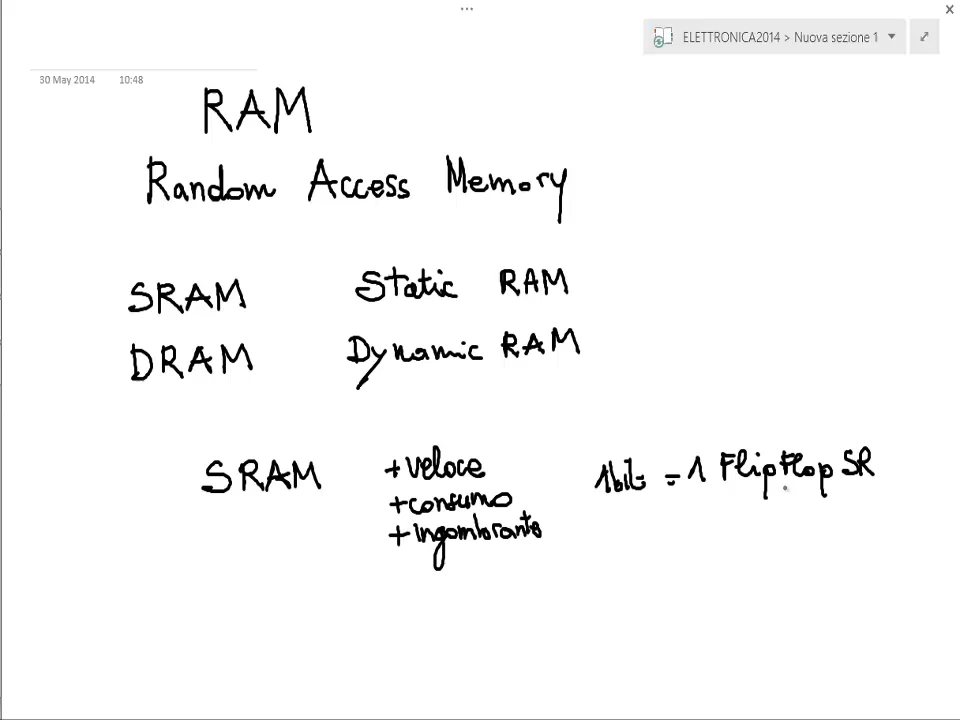 ELETTRONICA2014 > Nuova sezione 1
30 May 2014 10:48
RAM
Random Access Memory
SRAM Static RAM
DRAM Dynamic RAM
SRAM +veloce 1bit = 1 FlipFlop SR
+consumo
+ingombrante